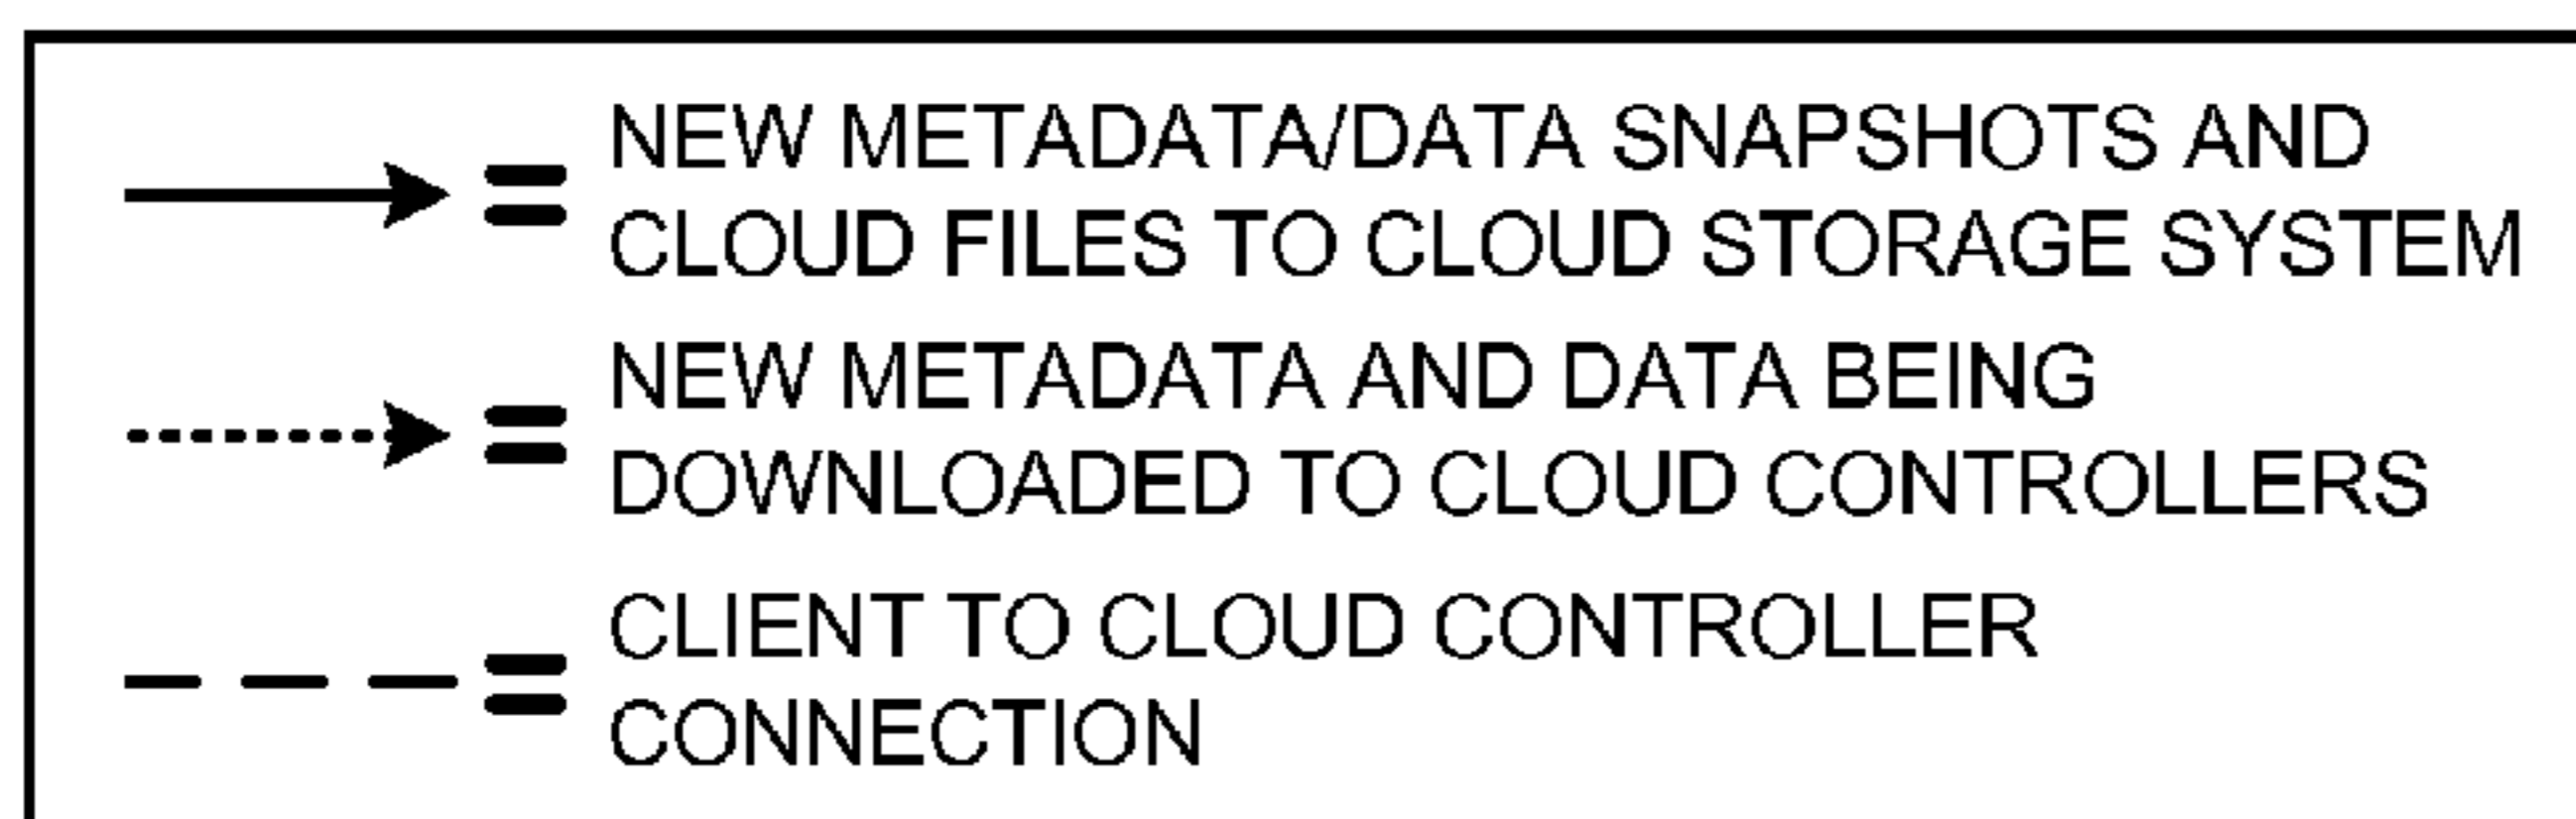 = NEW METADATA/DATA SNAPSHOTS AND
CLOUD FILES TO CLOUD STORAGE SYSTEM
= NEW METADATA AND DATA BEING
DOWNLOADED TO CLOUD CONTROLLERS
= CLIENT TO CLOUD CONTROLLER
CONNECTION